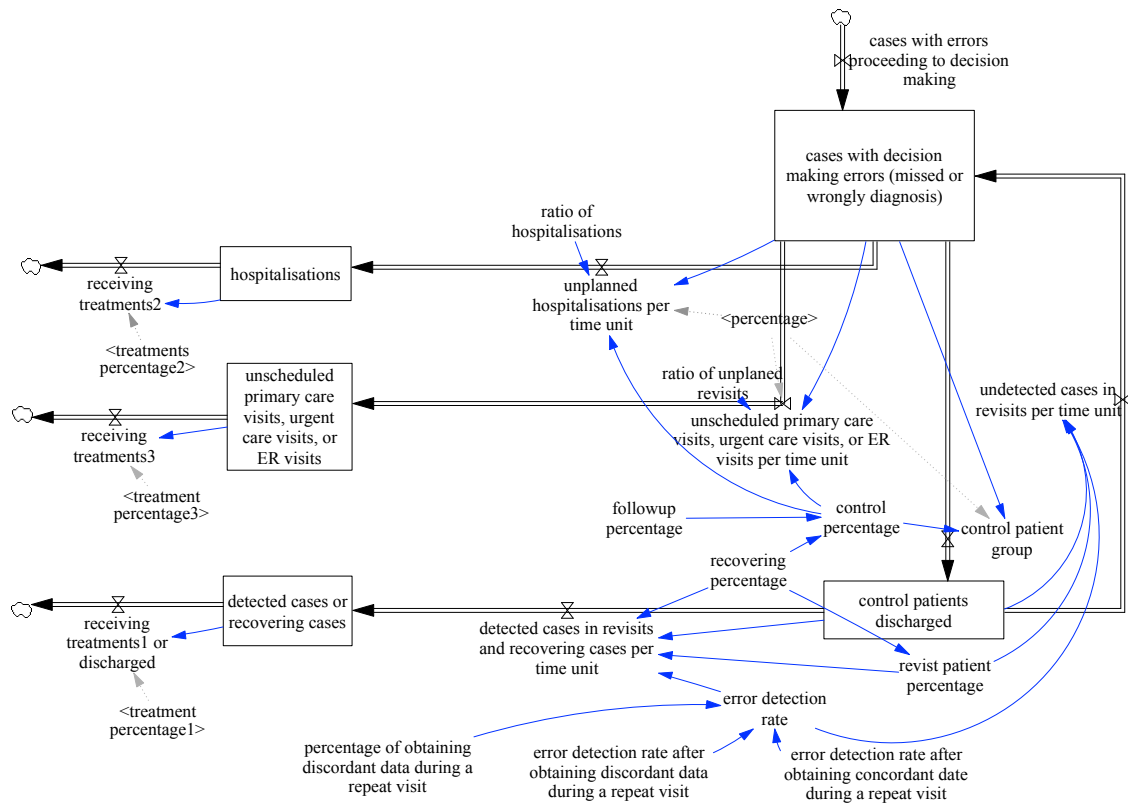 cases with errors
proceeding to decision
making
cases with decision
making errors (missed or
wrongly diagnosis)
ratio of
hospitalisations
hospitalisations
receiving
treatments2
unplanned
hospitalisations per
time unit
<percentage>
<treatments
percentage2>
unscheduled
primary care
visits, urgent
care visits, or
ER visits
ratio of unplaned
revisits
undetected cases in
revisits per time unit
receiving
treatments3
unscheduled primary care
visits, urgent care visits, or ER
visits per time unit
<treatment
percentage3>
followup
percentage
control
percentage
control patient
group
recovering
percentage
detected cases or
recovering cases
control patients
discharged
receiving
treatments1 or
discharged
detected cases in revisits
and recovering cases per
time unit
revist patient
percentage
<treatment
percentage1>
error detection
rate
percentage of obtaining
discordant data during a
repeat visit
error detection rate after
obtaining discordant data
during a repeat visit
error detection rate after
obtaining concordant date
during a repeat visit